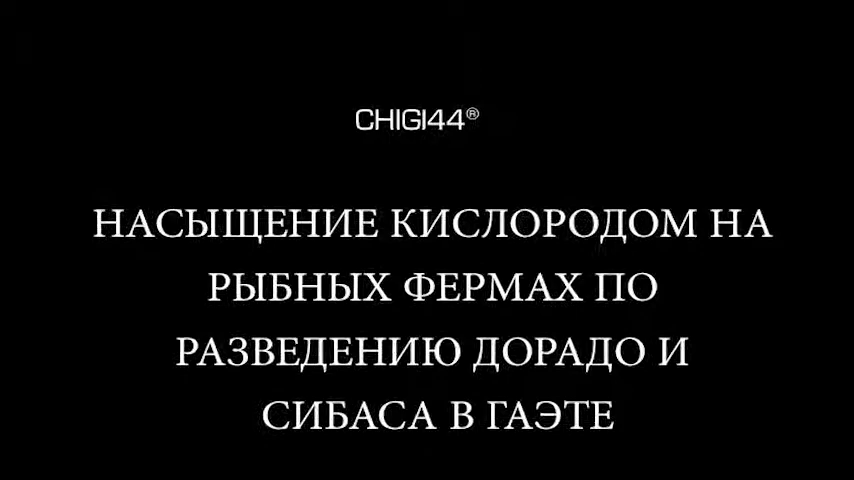 CHIGI44®
НАСЫЩЕНИЕ КИСЛОРОДОМ НА
РЫБНЫХ ФЕРМАХ ПО
РАЗВЕДЕНИЮ ДОРАДО И
СИБАСА В ГАЭТЕ